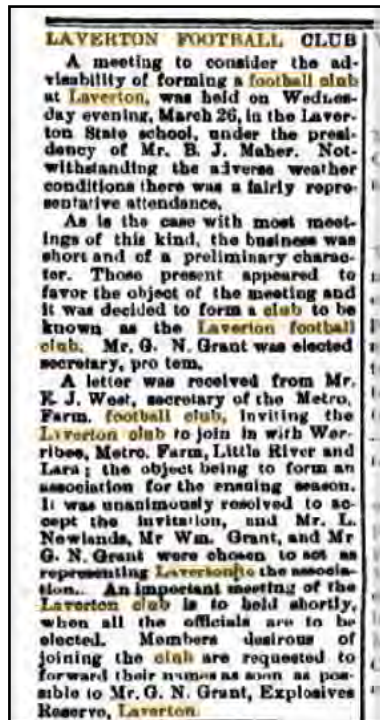 LAVERTON FOOTBALL CLUB
A meeting to consider the ad-
visability of forming a football club
at Laverton, was held on Wednes-
day evening, March 26, in the Laver-
ton State school, under the presi-
dency of Mr. B. J. Maher. Not-
withstanding the adverse weather
conditions there was a fairly repre-
sentative attendance.
As is the case with most meet-
ings of this kind, the business was
short and of a preliminary charac-
ter. Those present appeared to
favor the object of the meeting and
it was decided to form a club to be
known as the Laverton football
club. Mr. G. N. Grant was elected
secretary, pro tem.
A letter was received from Mr.
J. West, secretary of the Metro.
Farm. football club, inviting the
Laverton club to join in with Wer-
ribee, Metro. Farm, Little River and
Lara; the object being to form an
association for the ensuing season.
It was unanimously resolved to ac-
cept the invitation, and Mr. L.
Newlands, Mr Wm. Grant, and Mr
G. N. Grant were chosen to act as
representing Laverton to the associa-
tion.. An important meeting of the
Laverton club is to held shortly,
when all the officials are to be
elected. Members desirous of
joining the club are requested to
forward their names as soon as pos-
sible to Mr. G. N. Grant, Explosives
Reserve, Laverton.